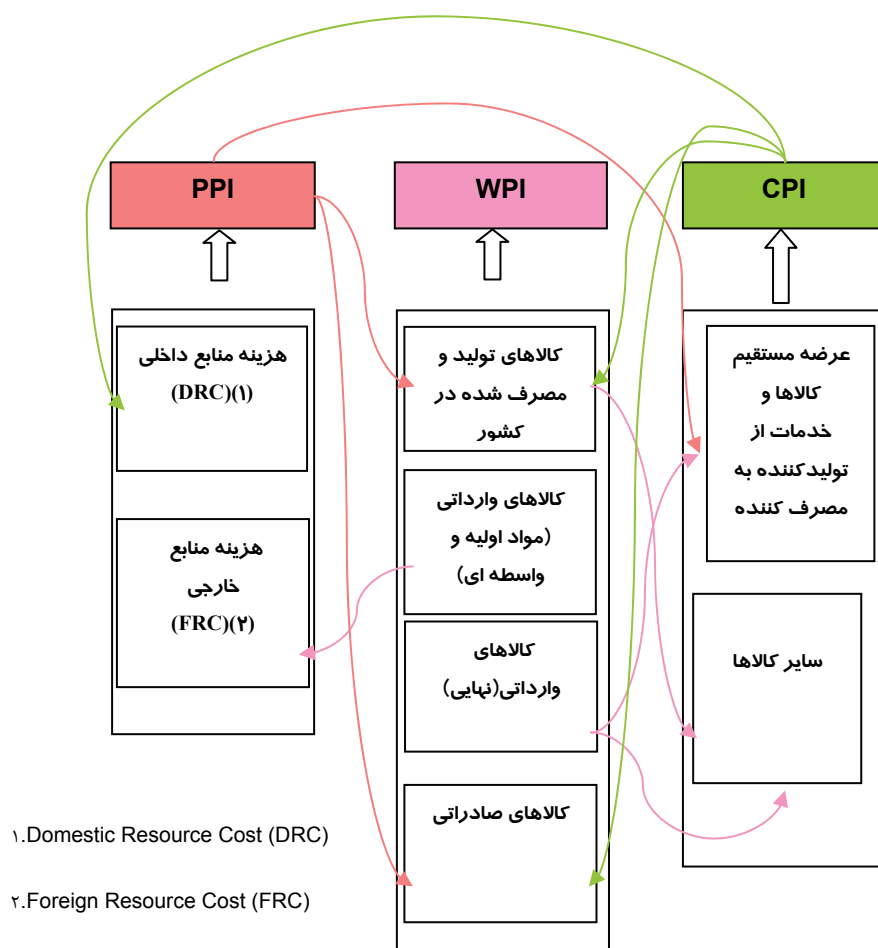 PPI
WPI
CPI
هزینه منابع داخلی
(DRC)(۱)
هزینه منابع
خارجی
(FRC)(۲)
کالاهای تولید و
مصرف شده در
کشور
کالاهای وارداتی
(مواد اولیه و
واسطه ای)
کالاهای
وارداتی(نهایی)
کالاهای صادراتی
عرضه مستقیم
کالاها و
خدمات از
تولیدکننده به
مصرف کننده
سایر کالاها
۱.Domestic Resource Cost (DRC)
۲.Foreign Resource Cost (FRC)